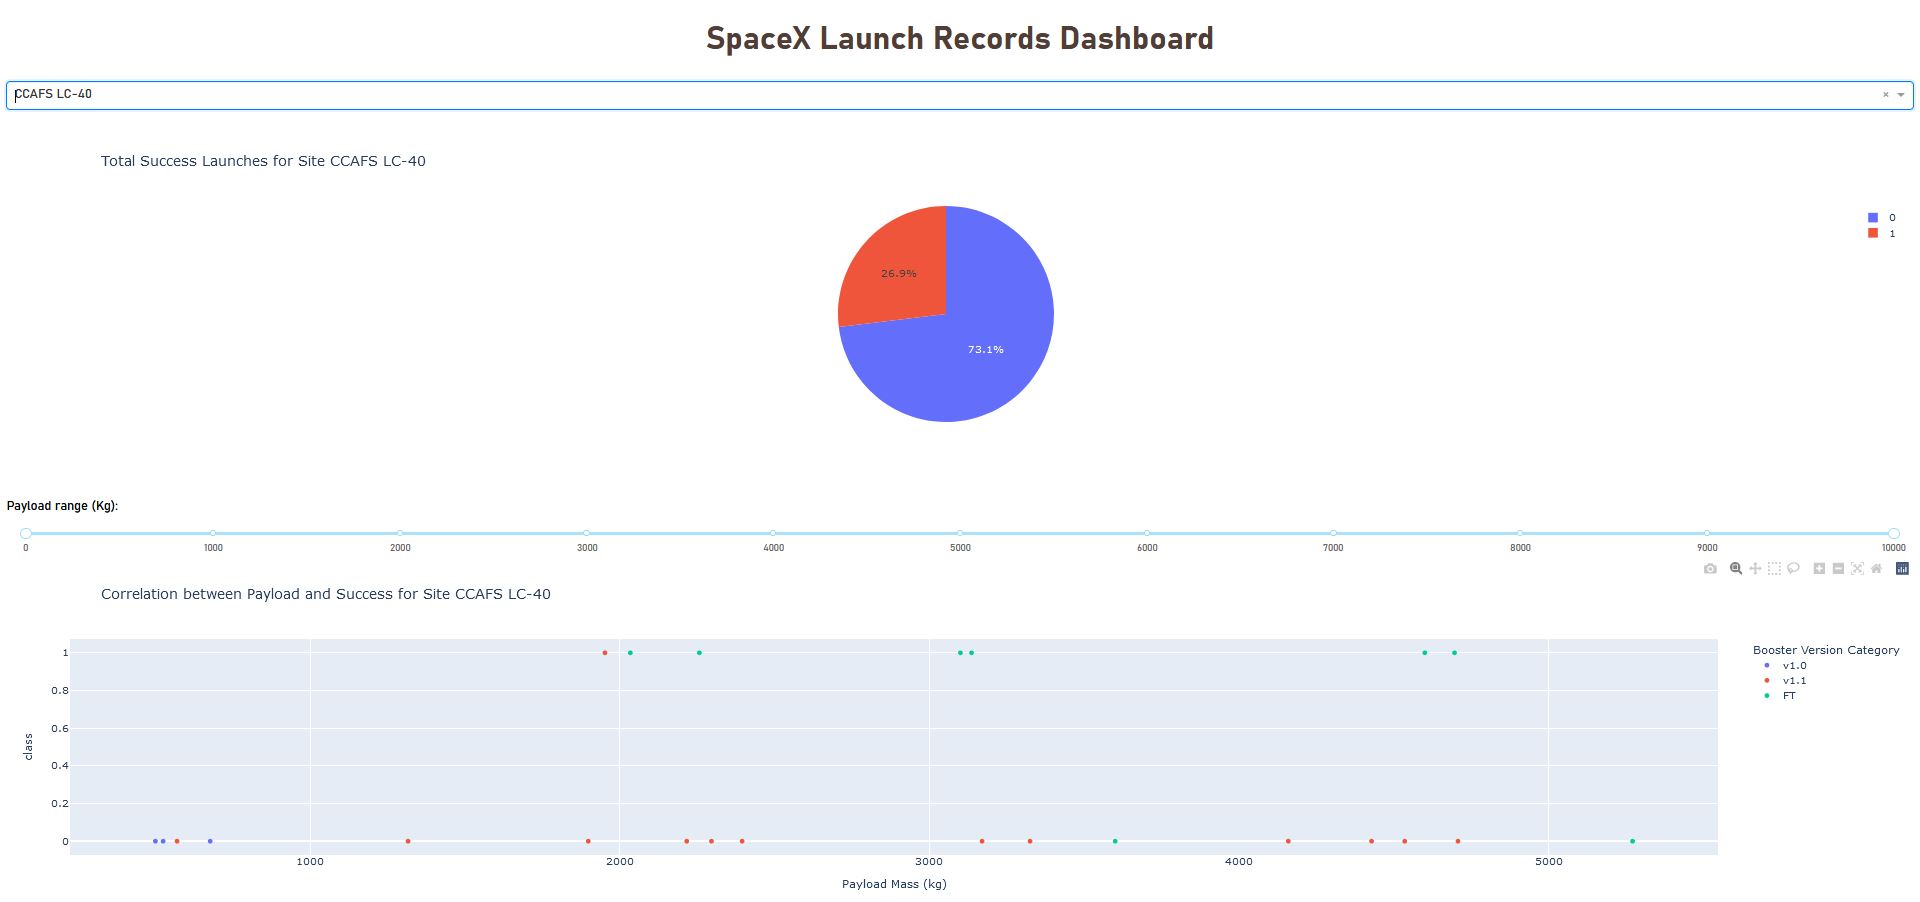 SpaceX Launch Records Dashboard
CCAFS LC-40
×
Total Success Launches for Site CCAFS LC-40
0
1
26.9%
73.1%
Payload range (Kg):
0 1000 2000 3000 4000 5000 6000 7000 8000 9000 10000
Correlation between Payload and Success for Site CCAFS LC-40
Booster Version Category
v1.0
v1.1
FT
1
0.8
0.6
0.4
0.2
0
class
1000 2000 3000 4000 5000
Payload Mass (kg)